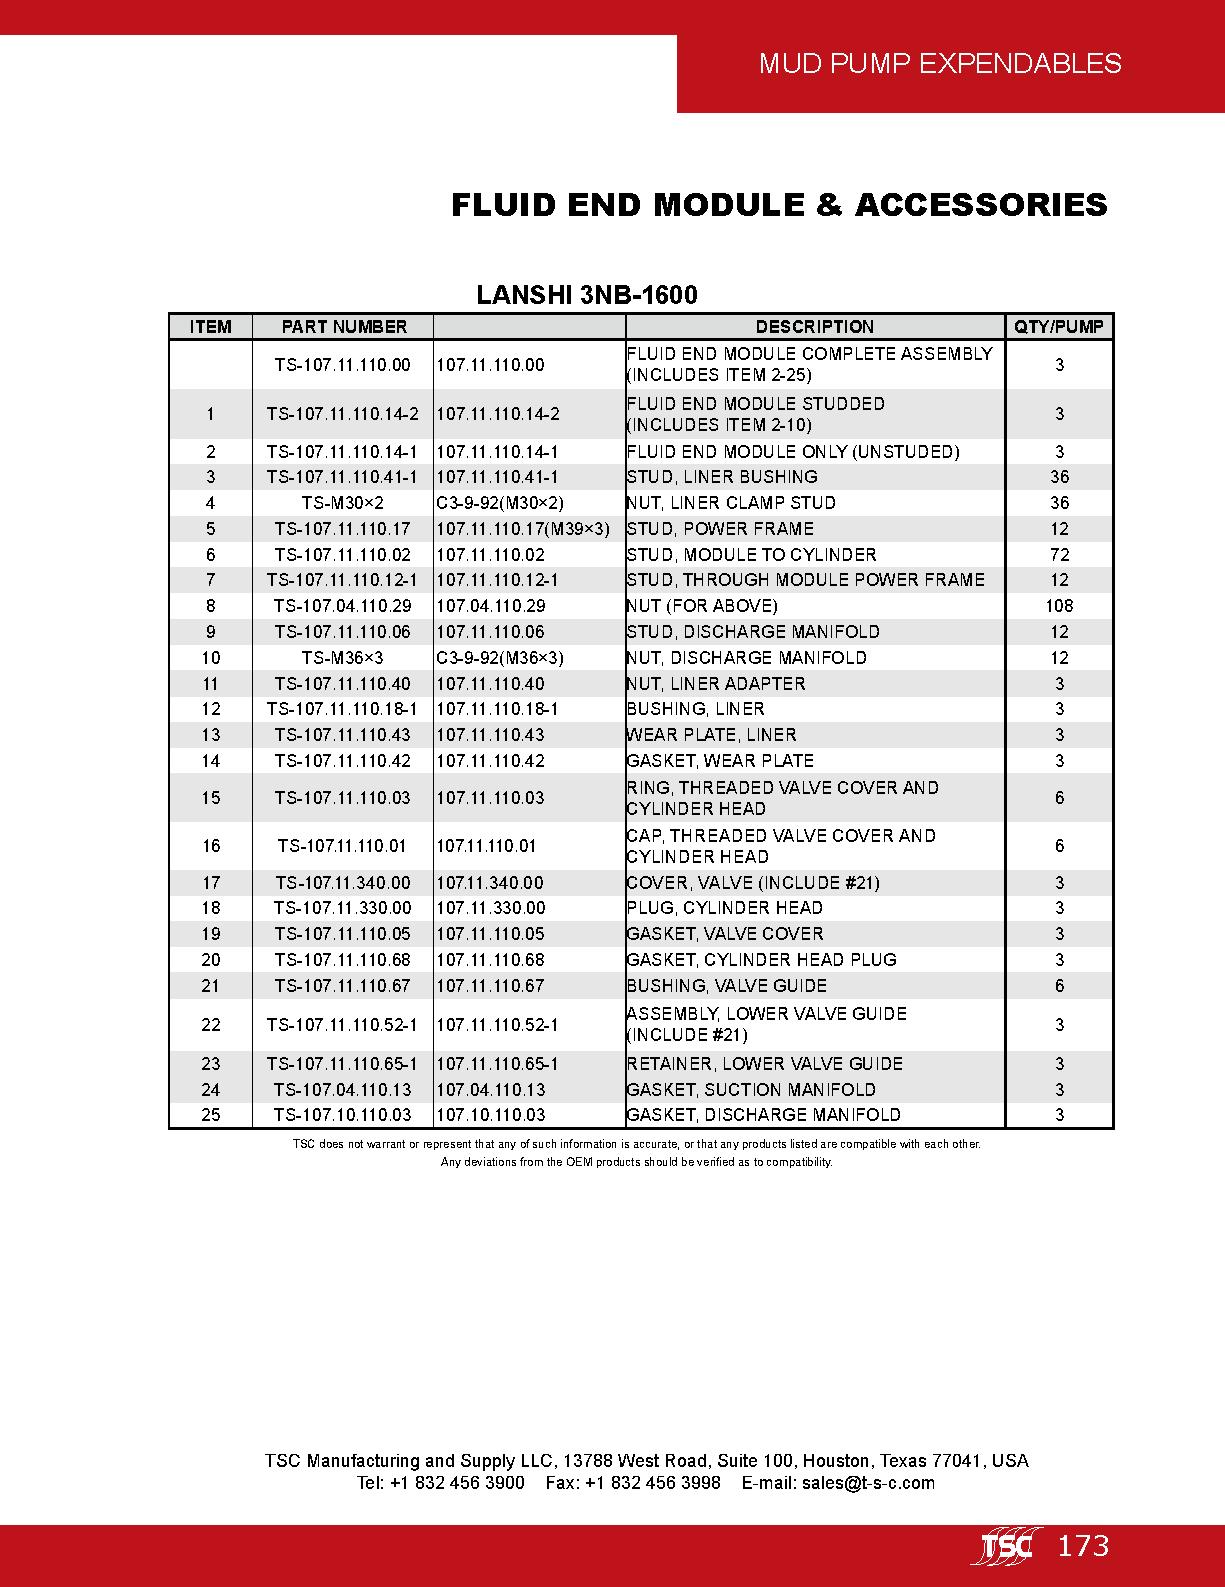 MUD PUMP EXPENDABLES
FLUID END MODULE & ACCESSORIES
LANSHI 3NB-1600
ITEM PART NUMBER DESCRIPTION QTY/PUMP
TS-107.11.110.00 107.11.110.00 FLUID END MODULE COMPLETE ASSEMBLY (INCLUDES ITEM 2-25) 3
1 TS-107.11.110.14-2 107.11.110.14-2 FLUID END MODULE STUDDED (INCLUDES ITEM 2-10) 3
2 TS-107.11.110.14-1 107.11.110.14-1 FLUID END MODULE ONLY (UNSTUDED) 3
3 TS-107.11.110.41-1 107.11.110.41-1 STUD, LINER BUSHING 36
4 TS-M30×2 C3-9-92(M30×2) NUT, LINER CLAMP STUD 36
5 TS-107.11.110.17 107.11.110.17(M39×3) STUD, POWER FRAME 12
6 TS-107.11.110.02 107.11.110.02 STUD, MODULE TO CYLINDER 72
7 TS-107.11.110.12-1 107.11.110.12-1 STUD, THROUGH MODULE POWER FRAME 12
8 TS-107.04.110.29 107.04.110.29 NUT (FOR ABOVE) 108
9 TS-107.11.110.06 107.11.110.06 STUD, DISCHARGE MANIFOLD 12
10 TS-M36×3 C3-9-92(M36×3) NUT, DISCHARGE MANIFOLD 12
11 TS-107.11.110.40 107.11.110.40 NUT, LINER ADAPTER 3
12 TS-107.11.110.18-1 107.11.110.18-1 BUSHING, LINER 3
13 TS-107.11.110.43 107.11.110.43 WEAR PLATE, LINER 3
14 TS-107.11.110.42 107.11.110.42 GASKET, WEAR PLATE 3
15 TS-107.11.110.03 107.11.110.03 RING, THREADED VALVE COVER AND CYLINDER HEAD 6
16 TS-107.11.110.01 107.11.110.01 CAP, THREADED VALVE COVER AND CYLINDER HEAD 6
17 TS-107.11.340.00 107.11.340.00 COVER, VALVE (INCLUDE #21) 3
18 TS-107.11.330.00 107.11.330.00 PLUG, CYLINDER HEAD 3
19 TS-107.11.110.05 107.11.110.05 GASKET, VALVE COVER 3
20 TS-107.11.110.68 107.11.110.68 GASKET, CYLINDER HEAD PLUG 3
21 TS-107.11.110.67 107.11.110.67 BUSHING, VALVE GUIDE 6
22 TS-107.11.110.52-1 107.11.110.52-1 ASSEMBLY, LOWER VALVE GUIDE (INCLUDE #21) 3
23 TS-107.11.110.65-1 107.11.110.65-1 RETAINER, LOWER VALVE GUIDE 3
24 TS-107.04.110.13 107.04.110.13 GASKET, SUCTION MANIFOLD 3
25 TS-107.10.110.03 107.10.110.03 GASKET, DISCHARGE MANIFOLD 3
TSC does not warrant or represent that any of such information is accurate, or that any products listed are compatible with each other.
Any deviations from the OEM products should be verified as to compatibility.
TSC Manufacturing and Supply LLC, 13788 West Road, Suite 100, Houston, Texas 77041, USA
Tel: +1 832 456 3900 Fax: +1 832 456 3998 E-mail: sales@t-s-c.com
TSC 173